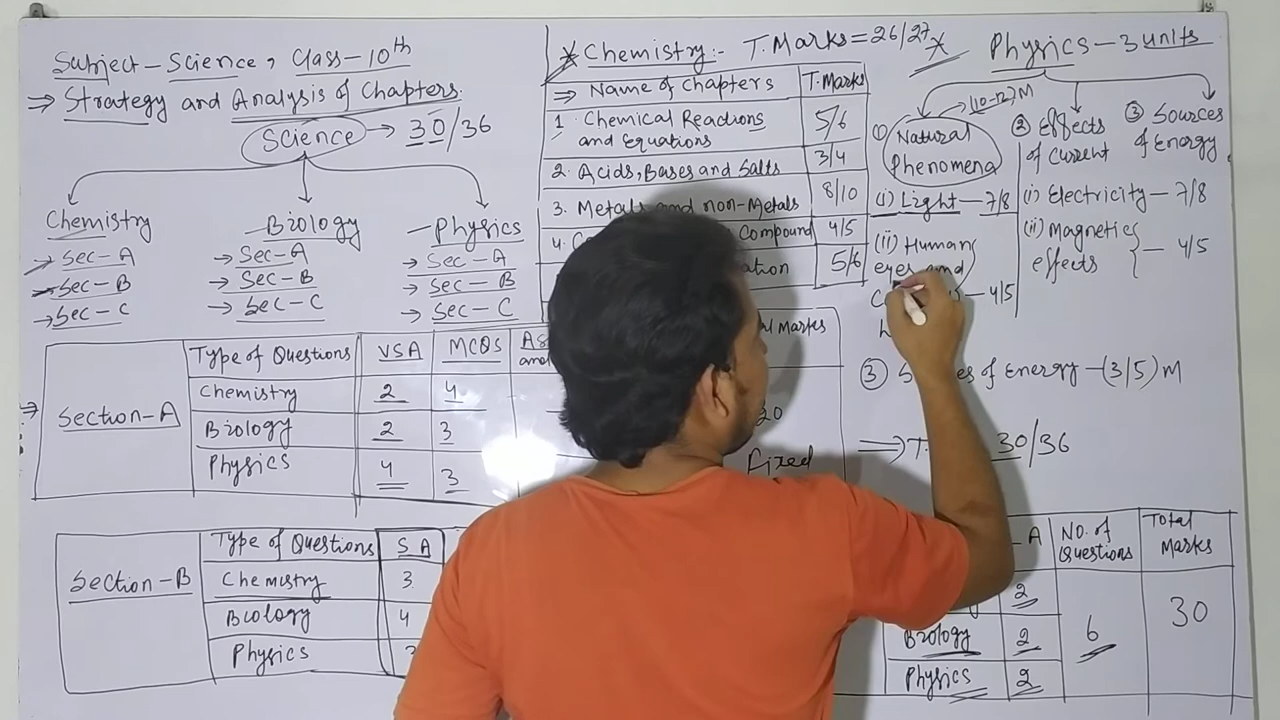 Subject - Science, Class - 10th
⇒ Strategy and Analysis of Chapters.
Science → 30/36
Chemistry
→ Sec-A
→ Sec-B
→ Sec-C
- Biology
→ Sec-A
→ Sec-B
→ Sec-C
- Physics
→ Sec-A
→ Sec-B
→ Sec-C
Section-A
Type of Questions VSA MCQS
Chemistry 2 4
Biology 2 3
Physics 4 3
Marks
20
Fixed
Section-B
Type of Questions SA
Chemistry 3
Biology 4
Physics
* Chemistry:- T.Marks=26/27 *
⇒ Name of Chapters T.Marks
1. Chemical Reactions and Equations 5/6
2. Acids, Bases and Salts 3/4
3. Metals and non-Metals 8/10
4. Compound 4/5
5/6
Physics - 3 units
→ (10-12) M
① Natural Phenomena
(i) Light - 7/8
(ii) Human
eyes and
- 4/5
② Effects of Current
(i) Electricity - 7/8
(ii) Magnetic effects } - 4/5
③ Sources of Energy
③ of Energy - (3/5) M
⇒ T. 30/36
No. of Questions Total Marks
2
Biology 2 6 30
Physics 2